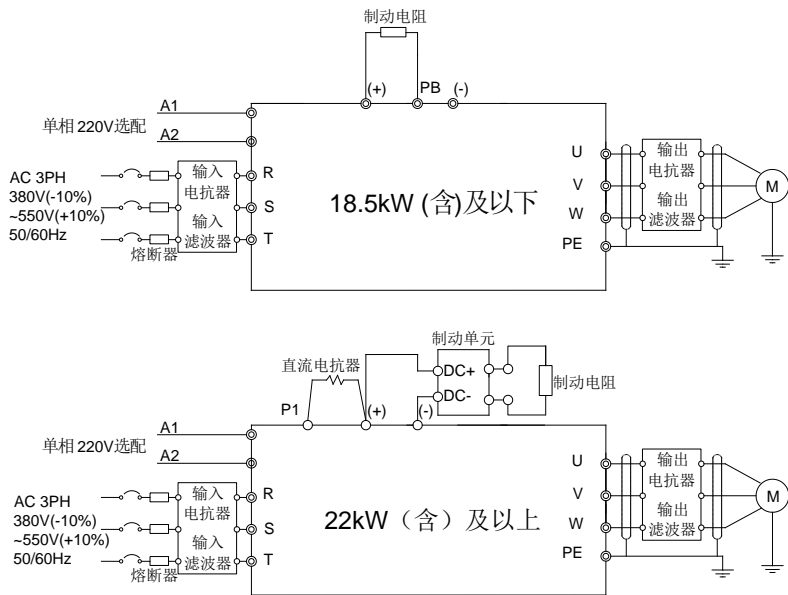 制动电阻
(+)
PB
(-)
A1
单相 220V选配
A2
AC 3PH
380V(-10%)
~550V(+10%)
50/60Hz
熔断器
输入
电抗器
输入
滤波器
R
S
T
18.5kW (含)及以下
U
V
W
PE
输出
电抗器
输出
滤波器
M
制动单元
直流电抗器
DC+
DC-
制动电阻
P1
(+)
(-)
A1
单相 220V选配
A2
AC 3PH
380V(-10%)
~550V(+10%)
50/60Hz
熔断器
输入
电抗器
输入
滤波器
R
S
T
22kW（含）及以上
U
V
W
PE
输出
电抗器
输出
滤波器
M